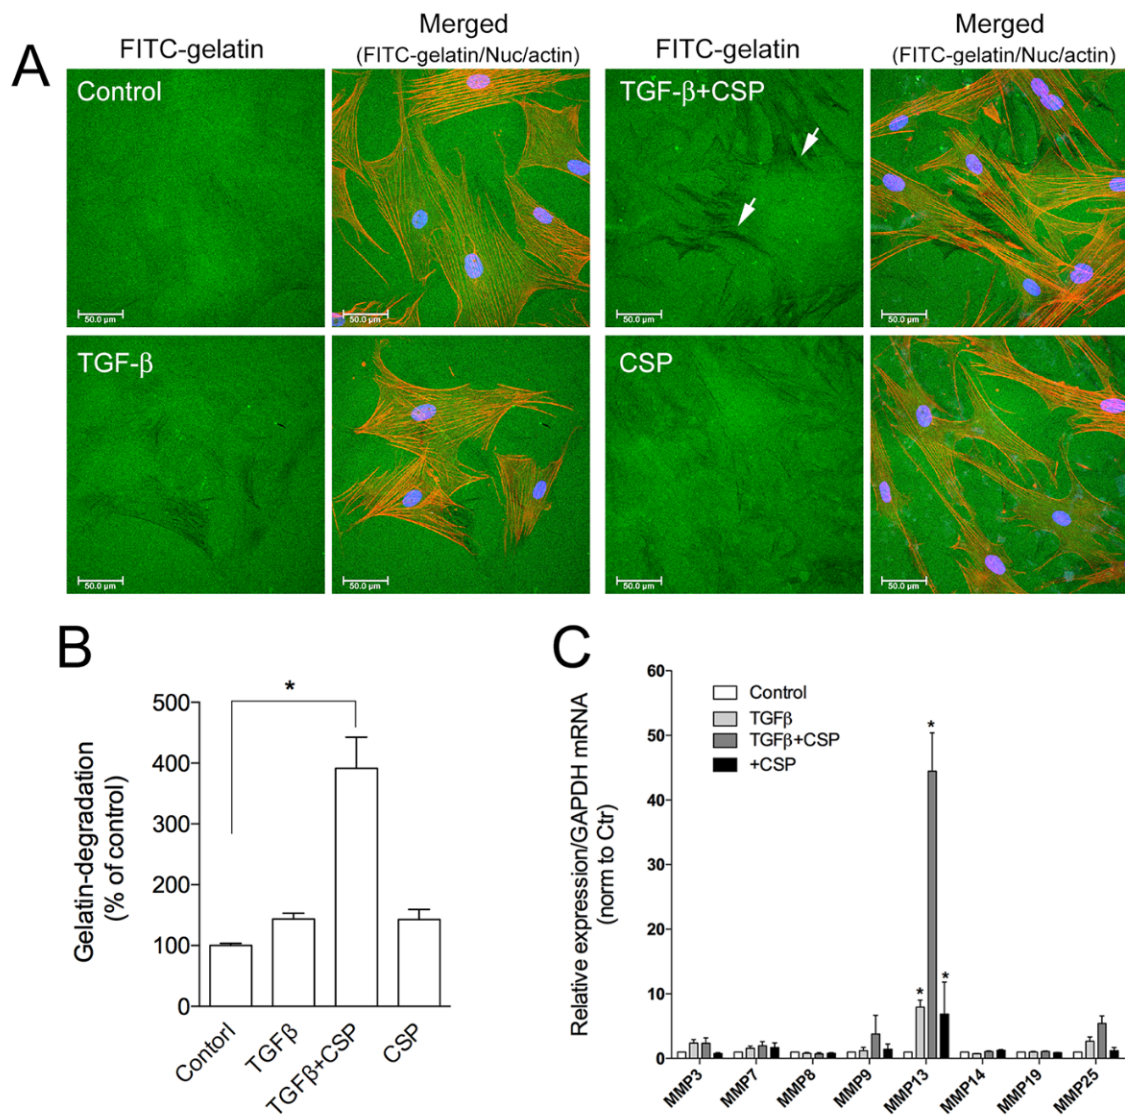 A
FITC-gelatin
Merged
(FITC-gelatin/Nuc/actin)
FITC-gelatin
Merged
(FITC-gelatin/Nuc/actin)
Control
TGF-β+CSP
50.0 µm
50.0 µm
50.0 µm
50.0 µm
TGF-β
CSP
50.0 µm
50.0 µm
50.0 µm
50.0 µm
B
Gelatin-degradation
(% of control)
500
400
300
200
100
0
*
Contorl
TGFβ
TGFβ+CSP
CSP
C
Relative expression/GAPDH mRNA
(norm to Ctr)
60
50
40
30
20
10
0
Control
TGFβ
TGFβ+CSP
+CSP
*
*
*
MMP3
MMP7
MMP8
MMP9
MMP13
MMP14
MMP19
MMP25